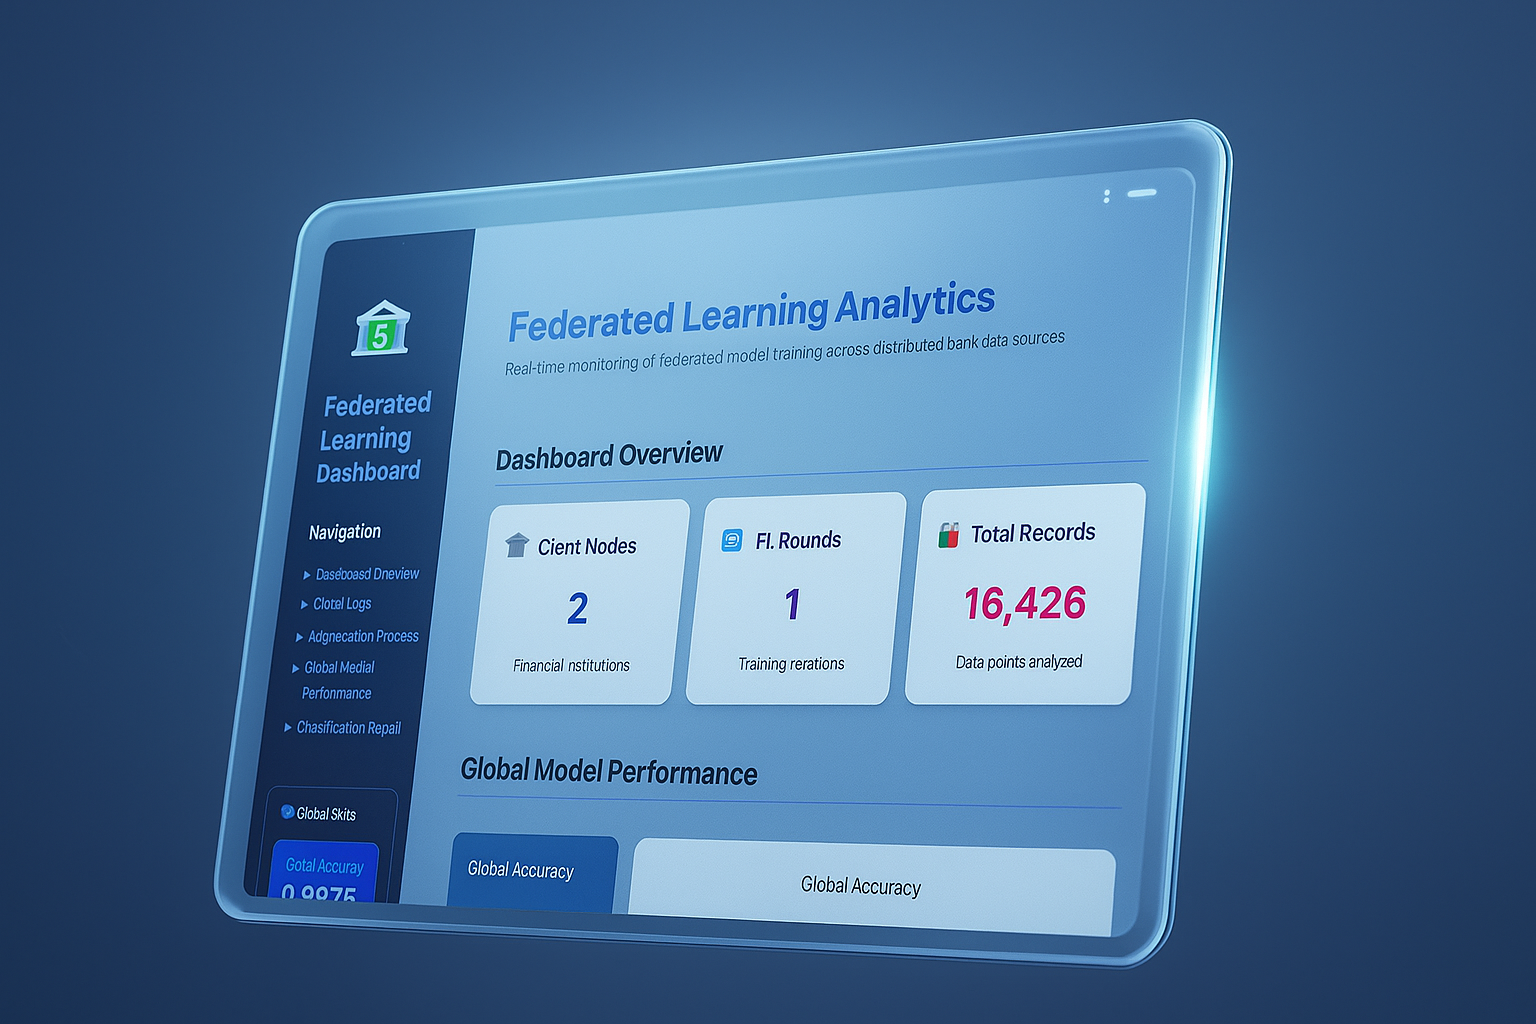 5
Federated
Learning
Dashboard
Navigation
Daseboasd Dneview
Clotel Logs
Adgnecation Process
Global Medial
Perfonmance
Chasification Repail
Global Skits
Gotal Accuray
0.9975
Federated Learning Analytics
Real-time monitoring of federated model training across distributed bank data sources
Dashboard Overview
Cient Nodes
2
Financial nstitutions
FI. Rounds
1
Training rerations
Total Records
16,426
Data points analyzed
Global Model Performance
Global Accuracy
Global Accuracy